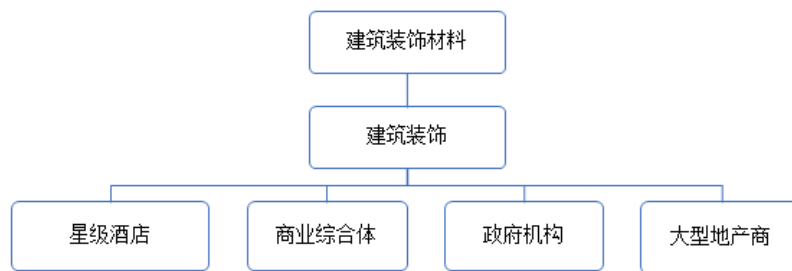 建筑装饰材料
建筑装饰
星级酒店
商业综合体
政府机构
大型地产商